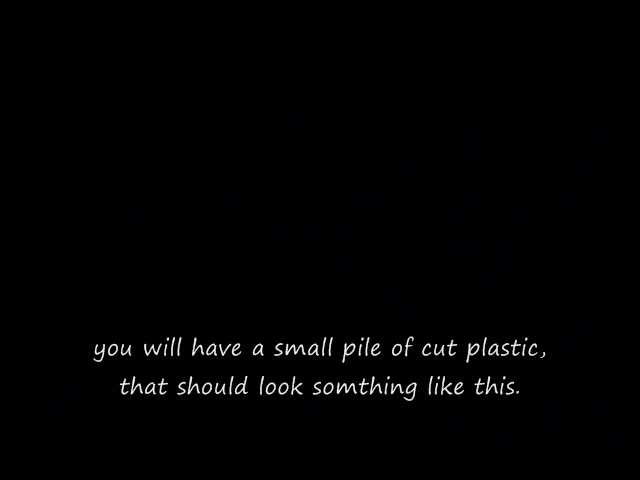 you will have a small pile of cut plastic,
that should look somthing like this.